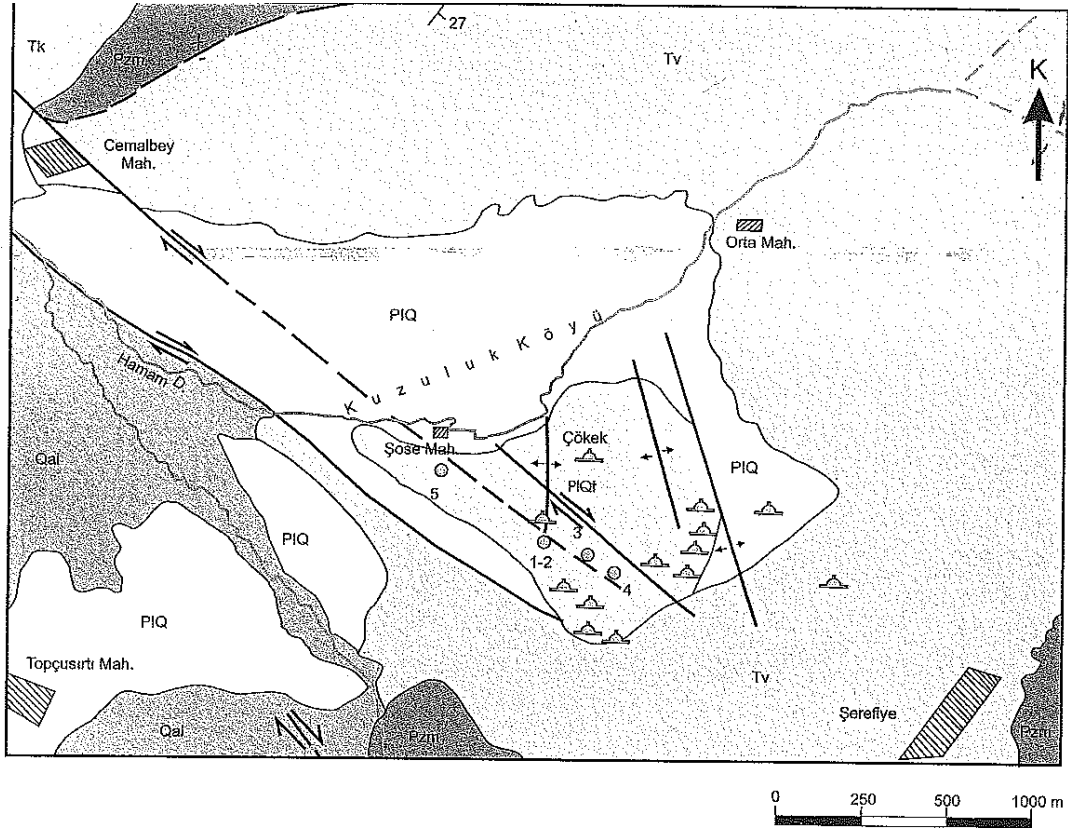 27
Tk
Pzm
Tv
K
Cemalbey
Mah.
Orta Mah.
PlQ
Kuzuluk Köyü
Hamam D.
Şose Mah.
Çökek
Qal
5
PlQt
PlQ
3
1-2
PlQ
4
PlQ
Topçusırtı Mah.
Tv
Şerefiye
Qal
Pzm
Pzm
0 250 500 1000 m